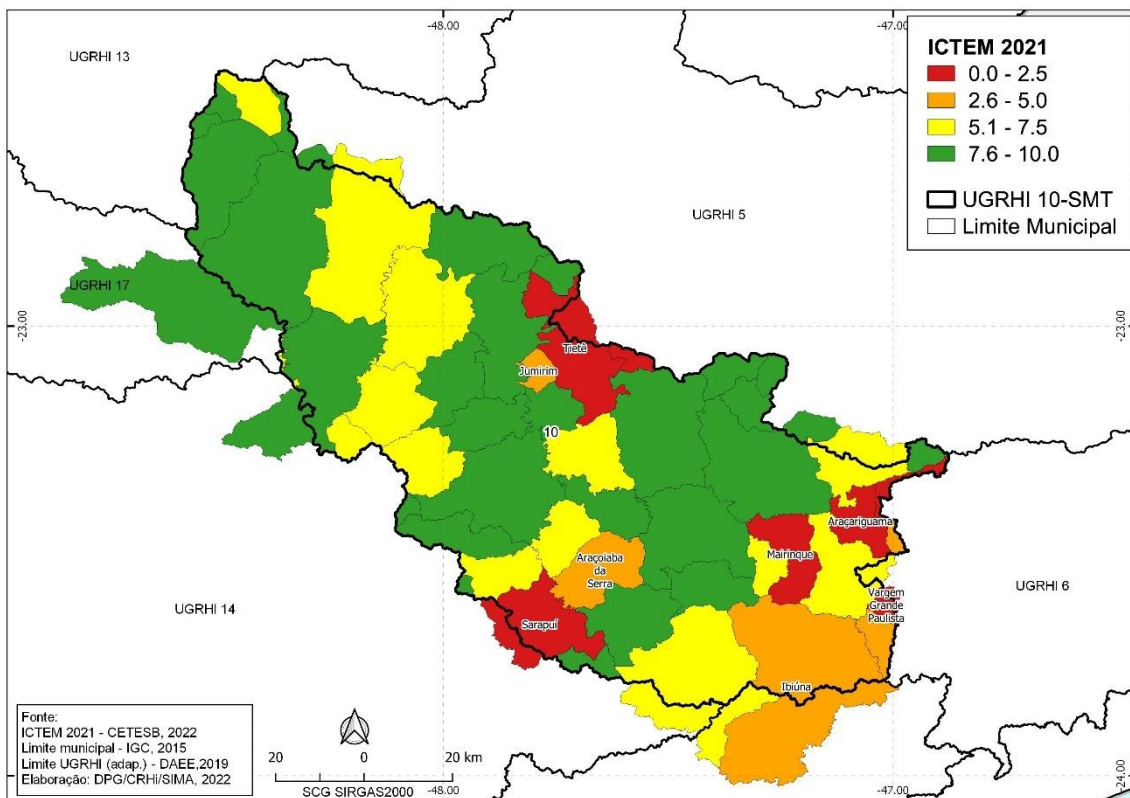 -48.00
-47.00
UGRHI 13
ICTEM 2021
0.0 - 2.5
2.6 - 5.0
5.1 - 7.5
7.6 - 10.0
UGRHI 10-SMT
Limite Municipal
UGRHI 5
UGRHI 17
-23.00
-23.00
Tietê
Jumirim
10
Araçariguama
Mairinque
Araçoiaba
da
Serra
Vargem
Grande
Paulista
UGRHI 6
UGRHI 14
Sarapuí
Ibiúna
Fonte:
ICTEM 2021 - CETESB, 2022
Limite municipal - IGC, 2015
Limite UGRHI (adap.) - DAEE,2019
Elaboração: DPG/CRHi/SIMA, 2022
20 0 20 km
SCG SIRGAS2000
-48.00
-47.00
-24.00